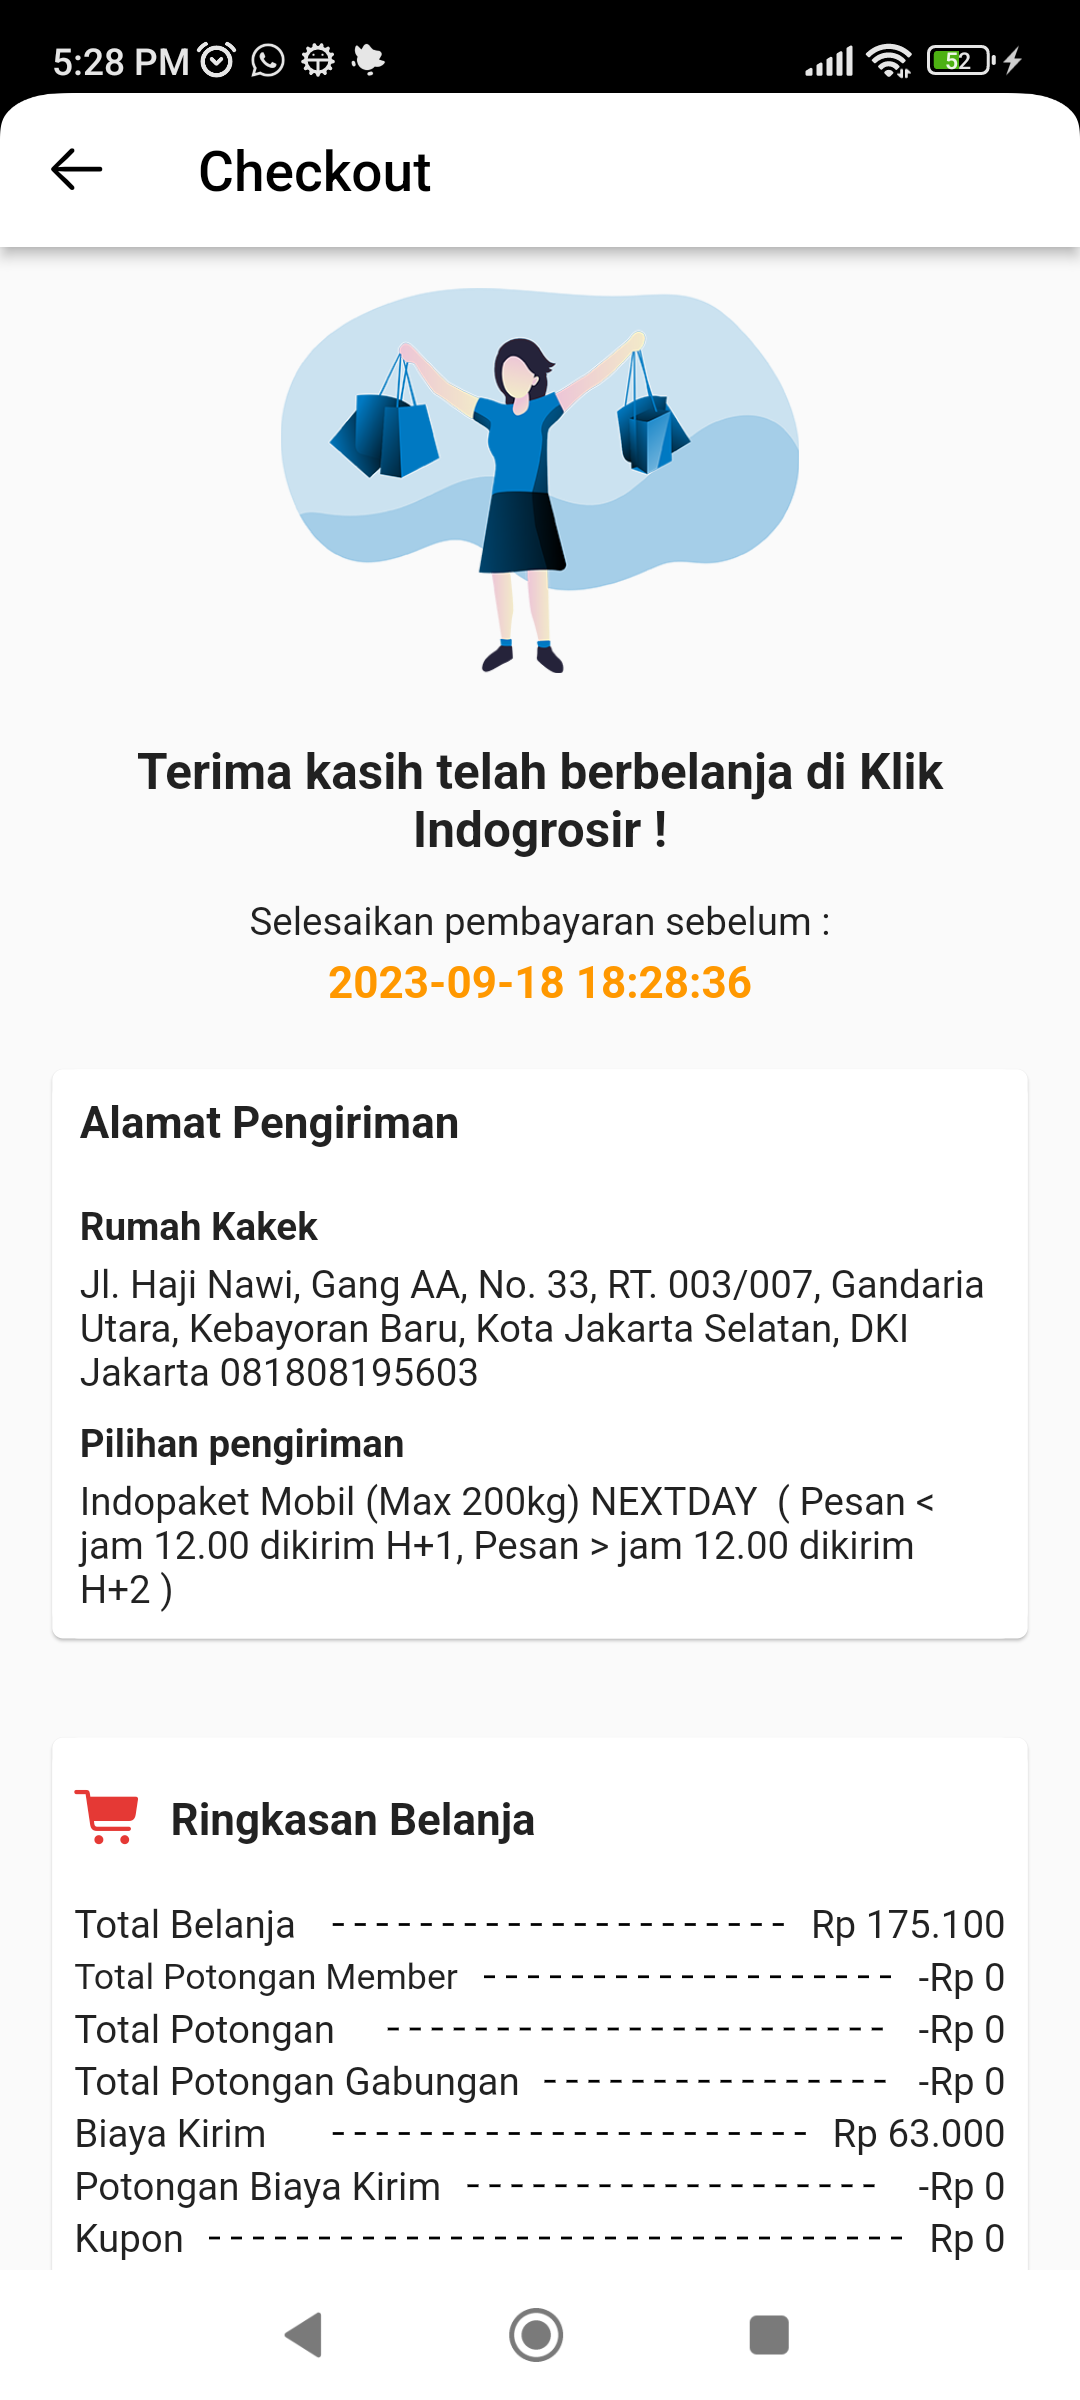 5:28 PM
52
Checkout
Terima kasih telah berbelanja di Klik
Indogrosir !
Selesaikan pembayaran sebelum :
2023-09-18 18:28:36
Alamat Pengiriman
Rumah Kakek
Jl. Haji Nawi, Gang AA, No. 33, RT. 003/007, Gandaria
Utara, Kebayoran Baru, Kota Jakarta Selatan, DKI
Jakarta 081808195603
Pilihan pengiriman
Indopaket Mobil (Max 200kg) NEXTDAY  ( Pesan <
jam 12.00 dikirim H+1, Pesan > jam 12.00 dikirim
H+2 )
Ringkasan Belanja
Total Belanja --------------------- Rp 175.100
Total Potongan Member ------------------- -Rp 0
Total Potongan ----------------------- -Rp 0
Total Potongan Gabungan ---------------- -Rp 0
Biaya Kirim ---------------------- Rp 63.000
Potongan Biaya Kirim ------------------- -Rp 0
Kupon -------------------------------- Rp 0